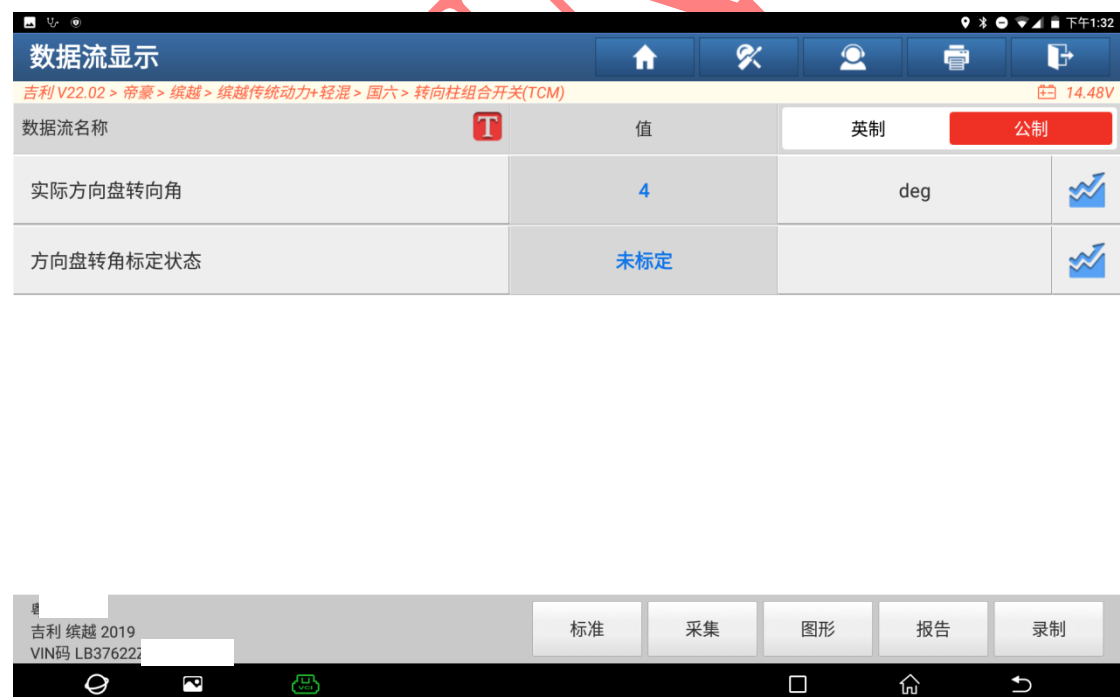 下午1:32
数据流显示
吉利 V22.02 > 帝豪 > 缤越 > 缤越传统动力+轻混 > 国六 > 转向柱组合开关(TCM) 14.48V
数据流名称 T 值 英制 公制
实际方向盘转向角 4 deg
方向盘转角标定状态 未标定
吉利 缤越 2019
VIN码 LB37622Z
标准 采集 图形 报告 录制
VCI